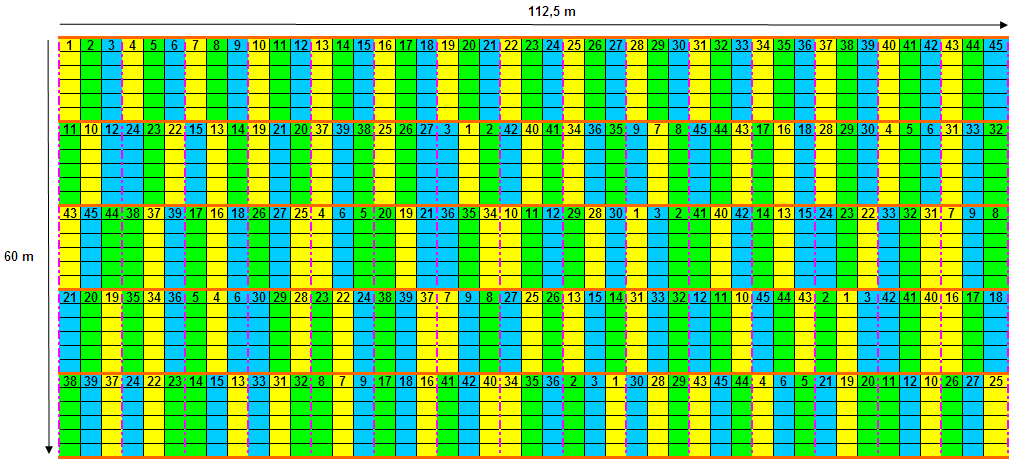 112,5 m
1 2 3 4 5 6 7 8 9 10 11 12 13 14 15 16 17 18 19 20 21 22 23 24 25 26 27 28 29 30 31 32 33 34 35 36 37 38 39 40 41 42 43 44 45
11 10 12 24 23 22 15 13 14 19 21 20 37 39 38 25 26 27 3 1 2 42 40 41 34 36 35 9 7 8 45 44 43 17 16 18 28 29 30 4 5 6 31 33 32
43 45 44 38 37 39 17 16 18 26 27 25 4 6 5 20 19 21 36 35 34 10 11 12 29 28 30 1 3 2 41 40 42 14 13 15 24 23 22 33 32 31 7 9 8
60 m
21 20 19 35 34 36 5 4 6 30 29 28 23 22 24 38 39 37 7 9 8 27 25 26 13 15 14 31 33 32 12 11 10 45 44 43 2 1 3 42 41 40 16 17 18
38 39 37 24 22 23 14 15 13 33 31 32 8 7 9 17 18 16 41 42 40 34 35 36 2 3 1 30 28 29 43 45 44 4 6 5 21 19 20 11 12 10 26 27 25